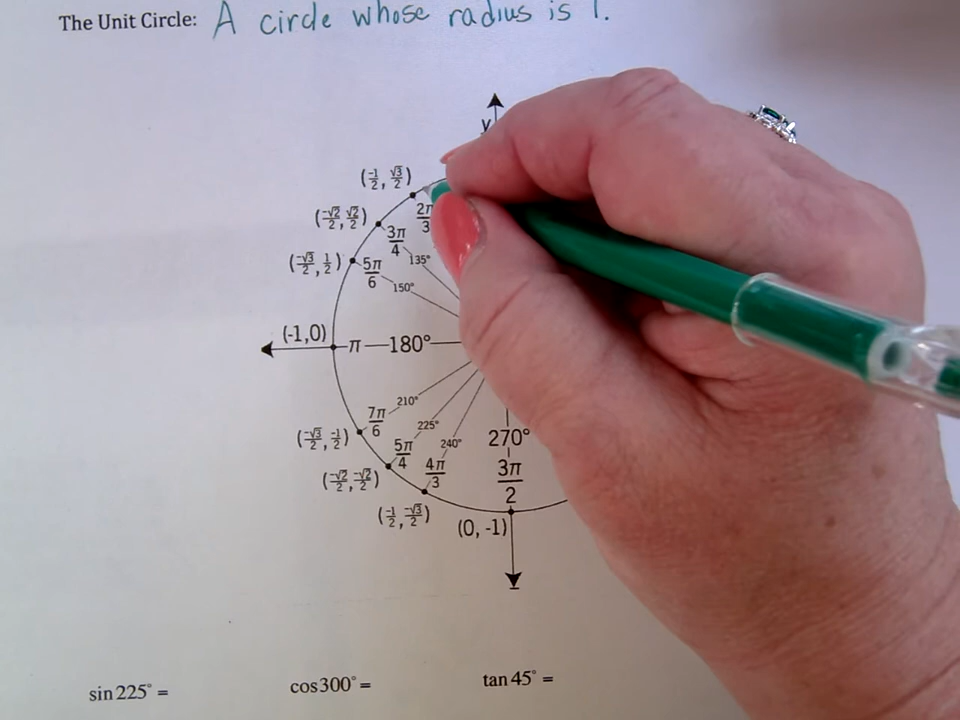 The Unit Circle: A circle whose radius is 1.
y
(-1/2, √3/2)
2π/3
(-√2/2, √2/2)
3π/4 135°
(-√3/2, 1/2)
5π/6 150°
(-1,0) π 180°
7π/6 210°
(-√3/2, -1/2)
5π/4 225°
(-√2/2, -√2/2)
4π/3 240°
(-1/2, -√3/2)
270°
3π/2
(0, -1)
sin 225° =
cos 300° =
tan 45° =